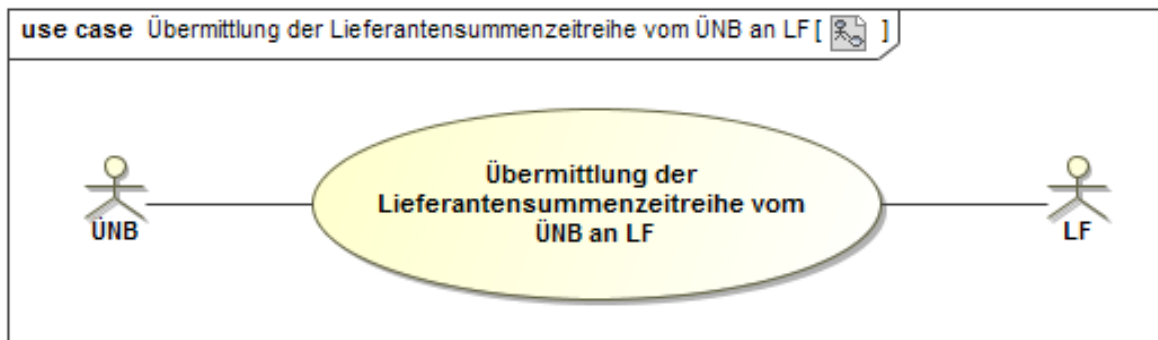 use case Übermittlung der Lieferantensummenzeitreihe vom ÜNB an LF [ ]
Übermittlung der
Lieferantensummenzeitreihe vom
ÜNB an LF
ÜNB
LF